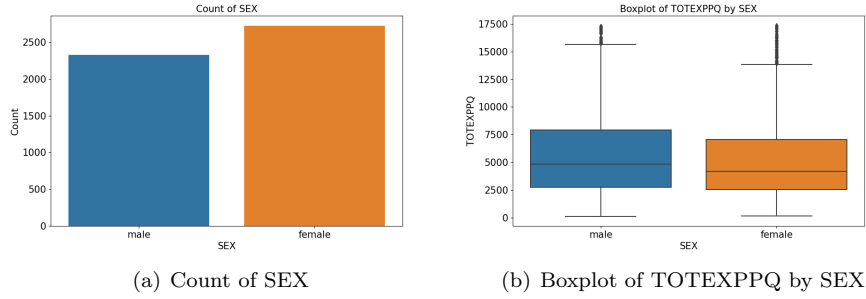 Count of SEX
Count
2500
2000
1500
1000
500
0
male
female
SEX
(a) Count of SEX
Boxplot of TOTEXPPQ by SEX
TOTEXPPQ
17500
15000
12500
10000
7500
5000
2500
0
male
female
SEX
(b) Boxplot of TOTEXPPQ by SEX